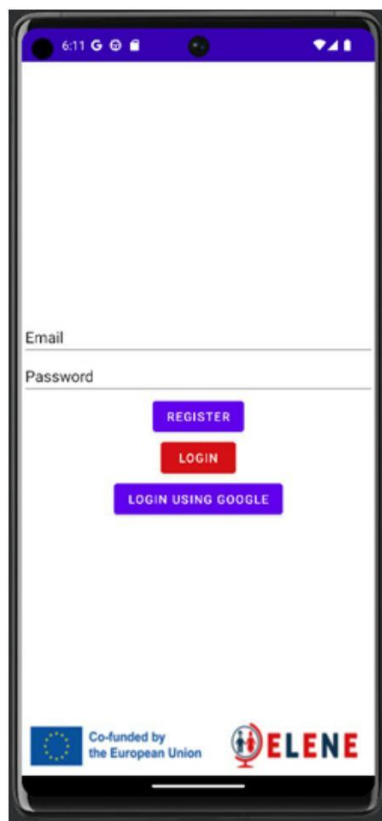 6:11 G
Email
Password
REGISTER
LOGIN
LOGIN USING GOOGLE
Co-funded by
the European Union
ELENE